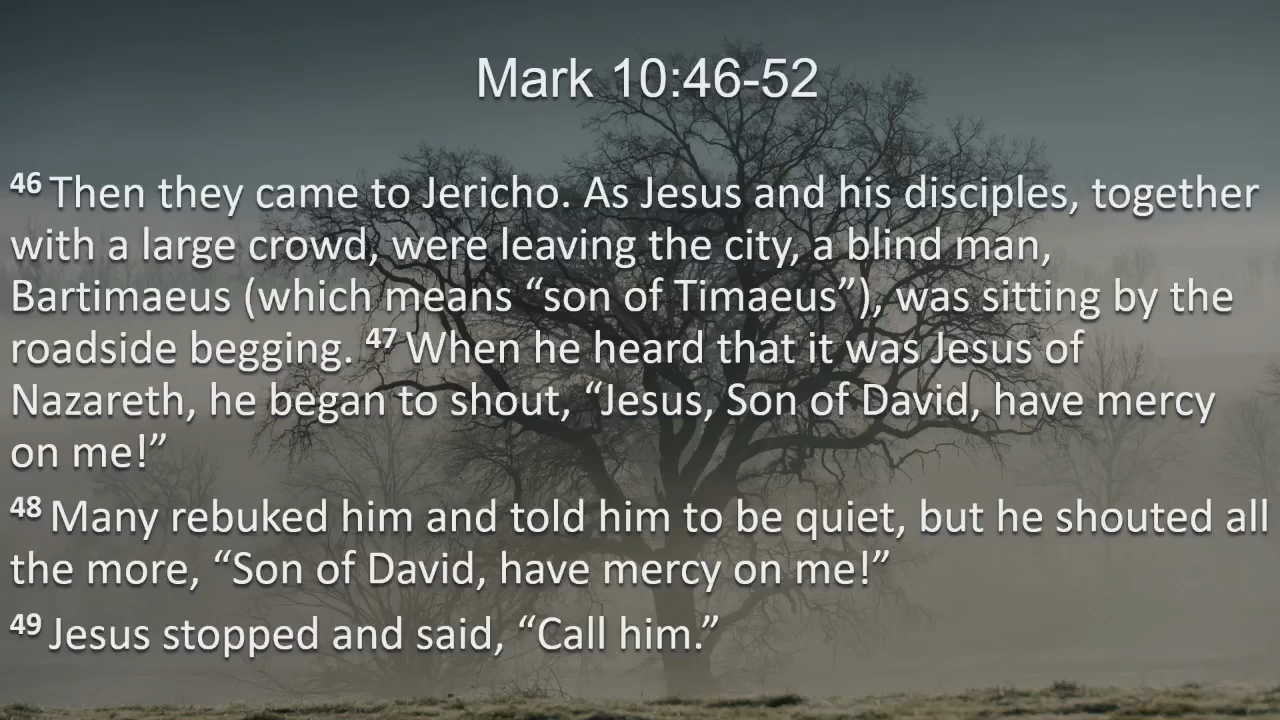 Mark 10:46-52
46 Then they came to Jericho. As Jesus and his disciples, together
with a large crowd, were leaving the city, a blind man,
Bartimaeus (which means “son of Timaeus”), was sitting by the
roadside begging. 47 When he heard that it was Jesus of
Nazareth, he began to shout, “Jesus, Son of David, have mercy
on me!”
48 Many rebuked him and told him to be quiet, but he shouted all
the more, “Son of David, have mercy on me!”
49 Jesus stopped and said, “Call him.”